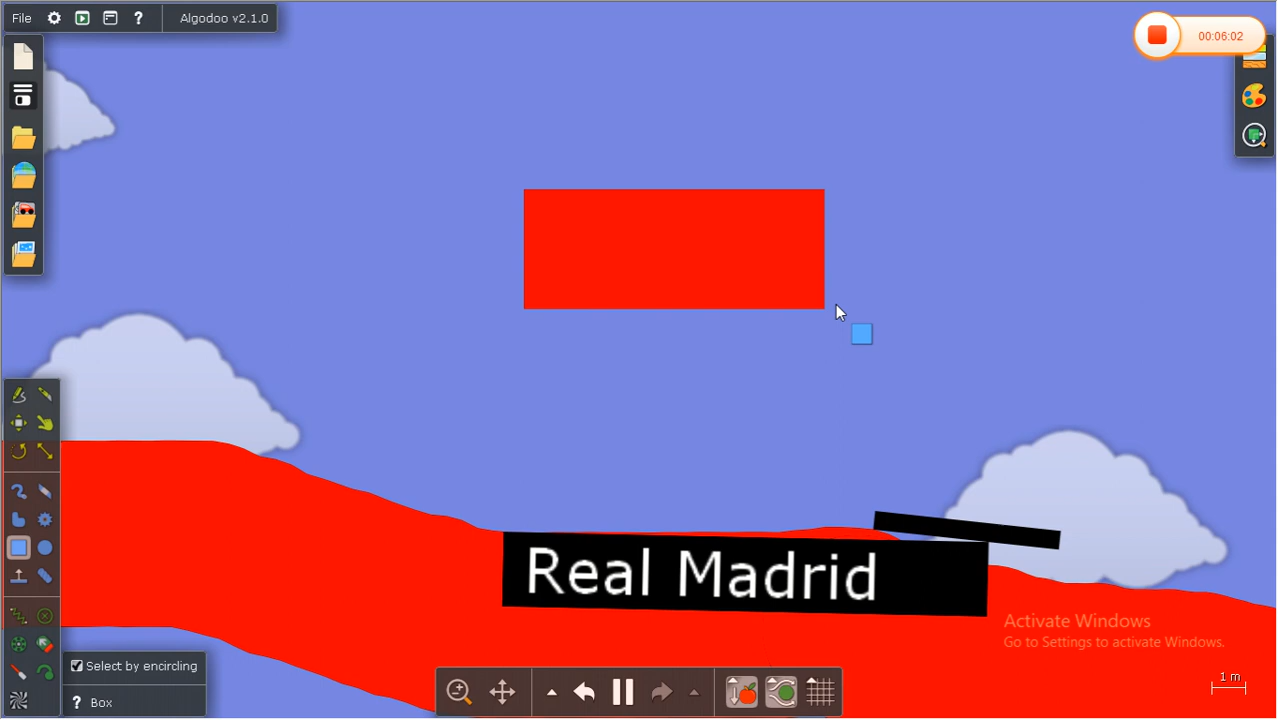 File
?
Algodoo v2.1.0
00:06:02
Real Madrid
Activate Windows
Go to Settings to activate Windows.
Select by encircling
? Box
1 m